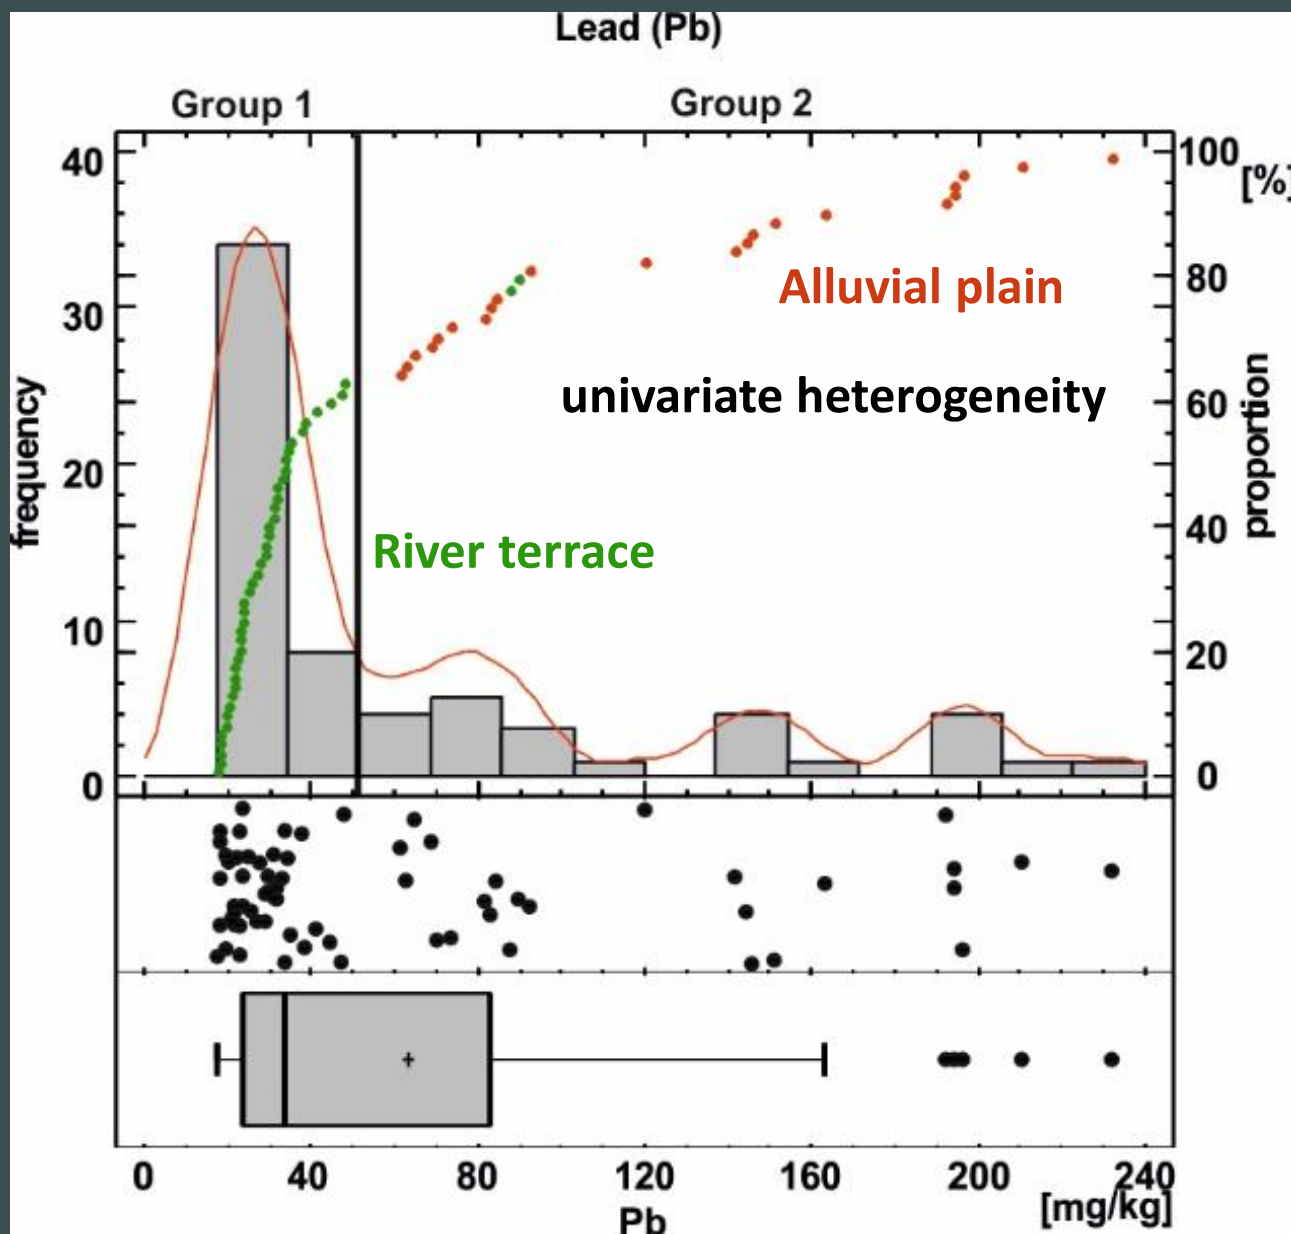 Lead (Pb)
Group 1 Group 2
40 100
[%]
30 80
Alluvial plain
univariate heterogeneity
frequency
proportion
60
20
River terrace
40
10
20
0 0
0 40 80 120 160 200 240
Pb [mg/kg]